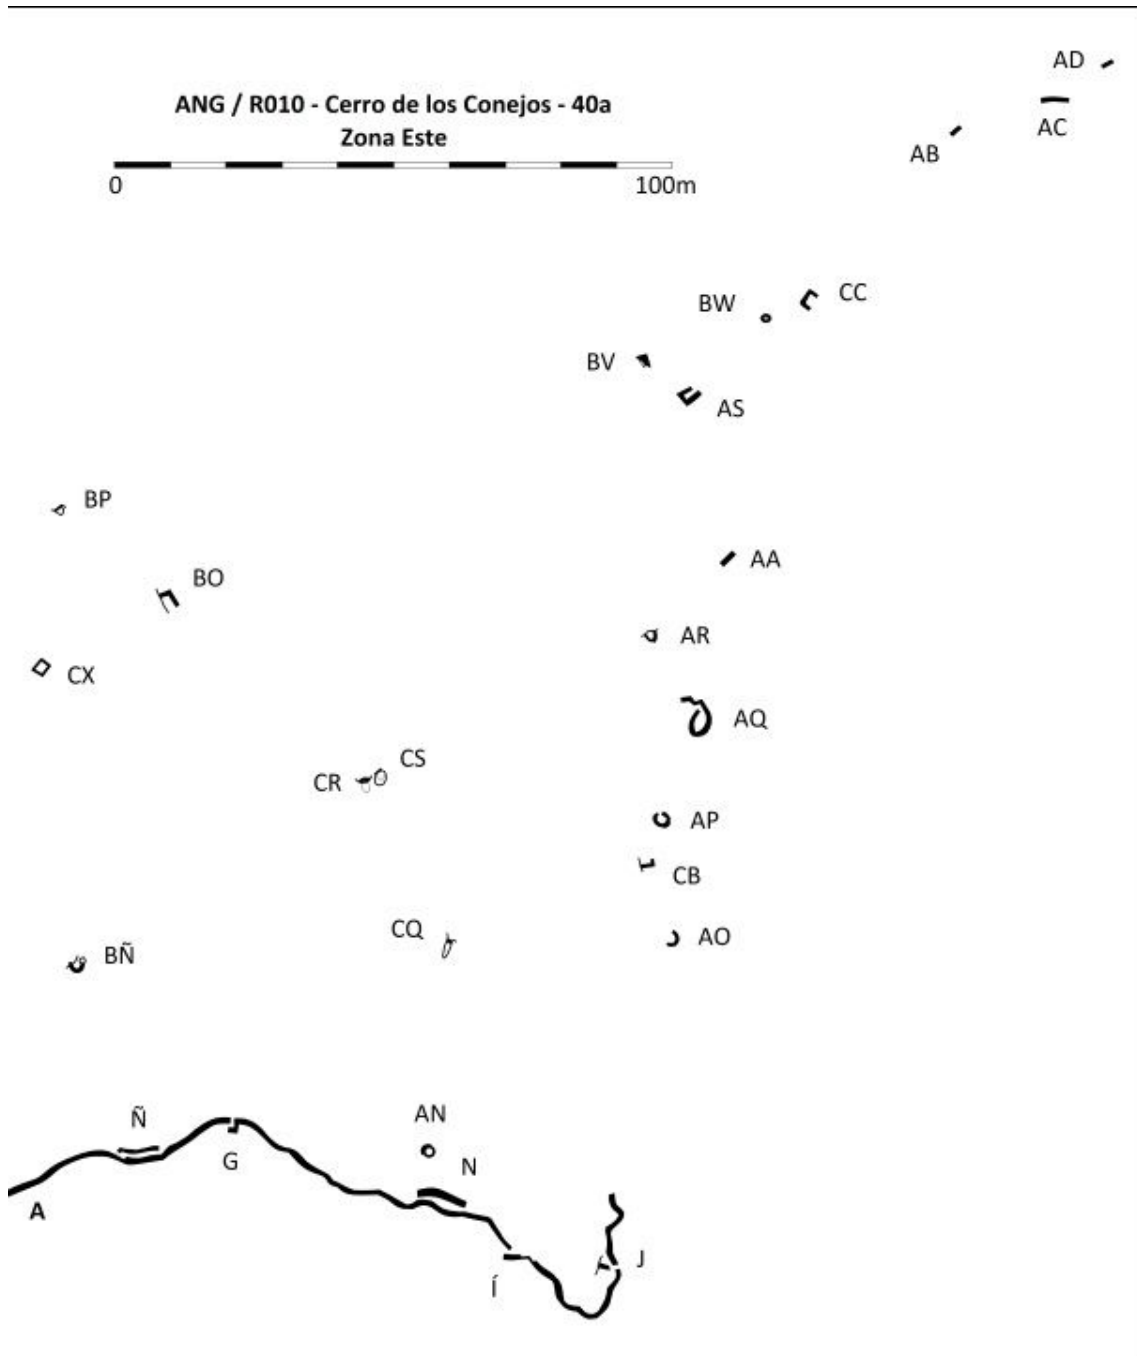 AD
ANG / R010 - Cerro de los Conejos - 40a
Zona Este
AC
AB
0
100m
CC
BW
BV
AS
BP
AA
BO
AR
CX
AQ
CS
CR
AP
CB
CQ
AO
BÑ
AN
Ñ
G
N
A
J
Í